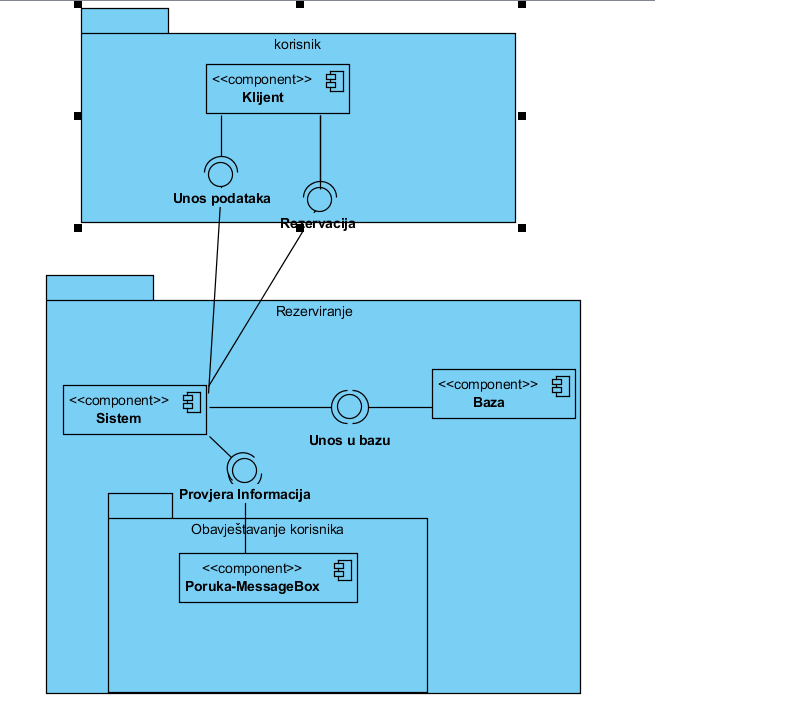 korisnik
<<component>>
Klijent
Unos podataka
Rezervacija
Rezerviranje
<<component>>
Sistem
<<component>>
Baza
Unos u bazu
Provjera Informacija
Obavještavanje korisnika
<<component>>
Poruka-MessageBox